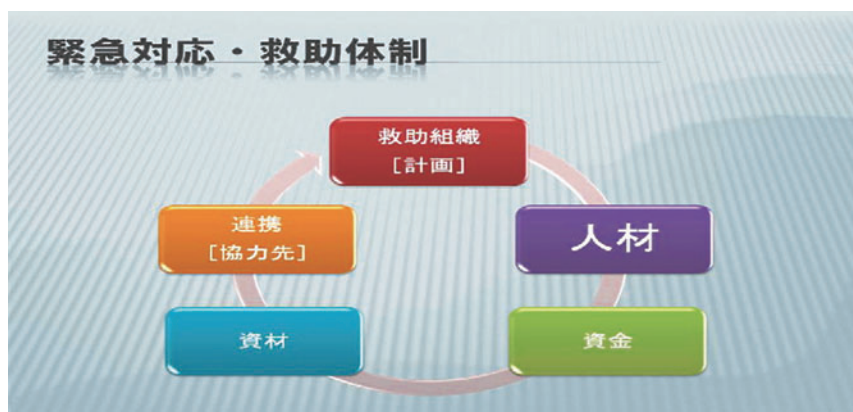 緊急対応・救助体制
救助組織
[計画]
人材
資金
資材
連携
[協力先]